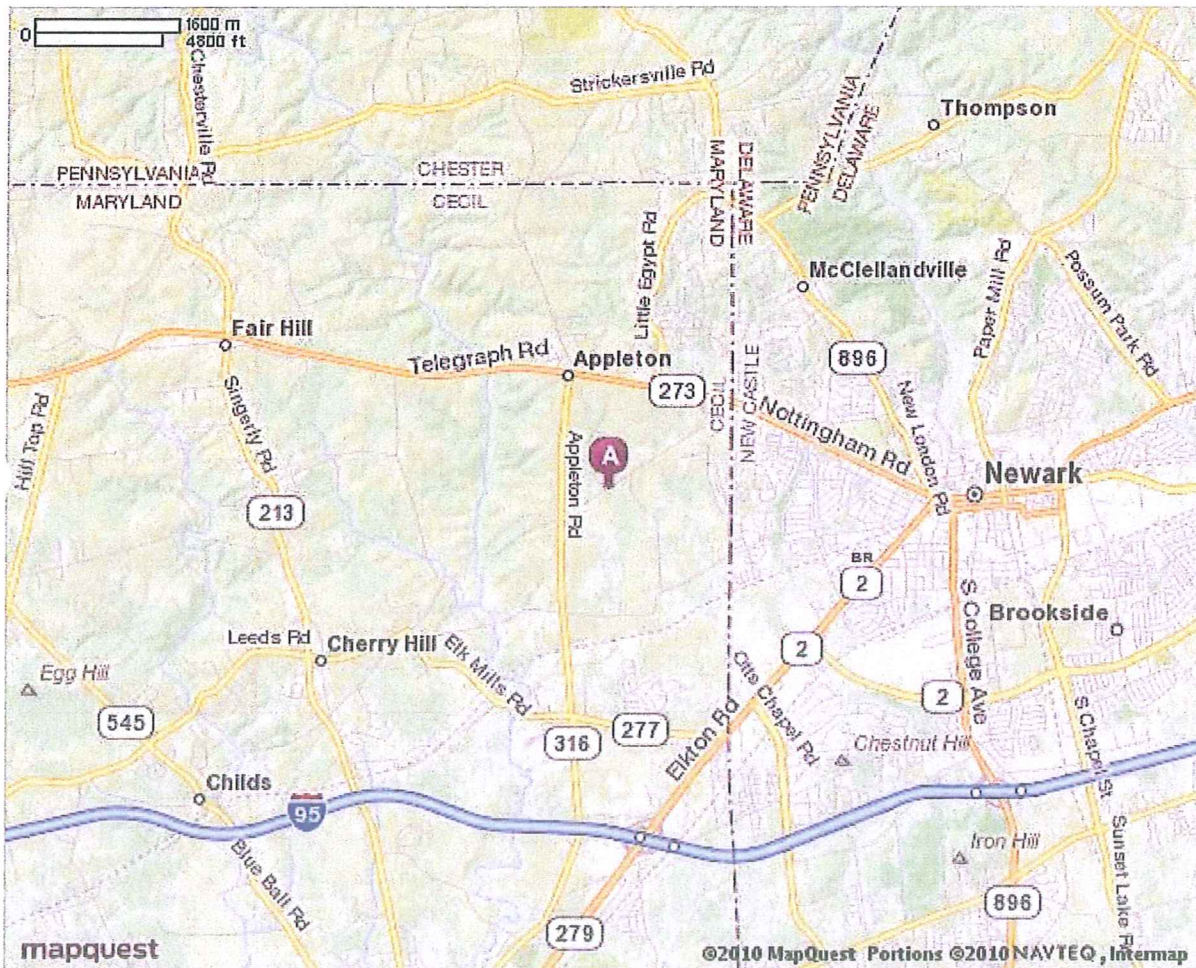 0
1600 m
4800 ft
Chesterville Rd
Strickersville Rd
Thompson
PENNSYLVANIA
DELAWARE
PENNSYLVANIA
MARYLAND
CHESTER
CECIL
MARYLAND
DELAWARE
Little Egypt Rd
McClellandville
Paper Mill Rd
Possum Park Rd
Fair Hill
Telegraph Rd
Appleton
896
273
CECIL
NEW CASTLE
Nottingham Rd
New London Rd
Hill Top Rd
Singerly Rd
Appleton Rd
A
Newark
213
BR
2
S College Ave
Brookside
Leeds Rd
Cherry Hill
Elk Mills Rd
2
Otts Chapel Rd
2
Egg Hill
545
316
277
Elkton Rd
Chestnut Hill
S Chapel St
Childs
95
Blue Ball Rd
Iron Hill
Sunset Lake Rd
896
279
mapquest
©2010 MapQuest Portions ©2010 NAVTEQ, Intermap